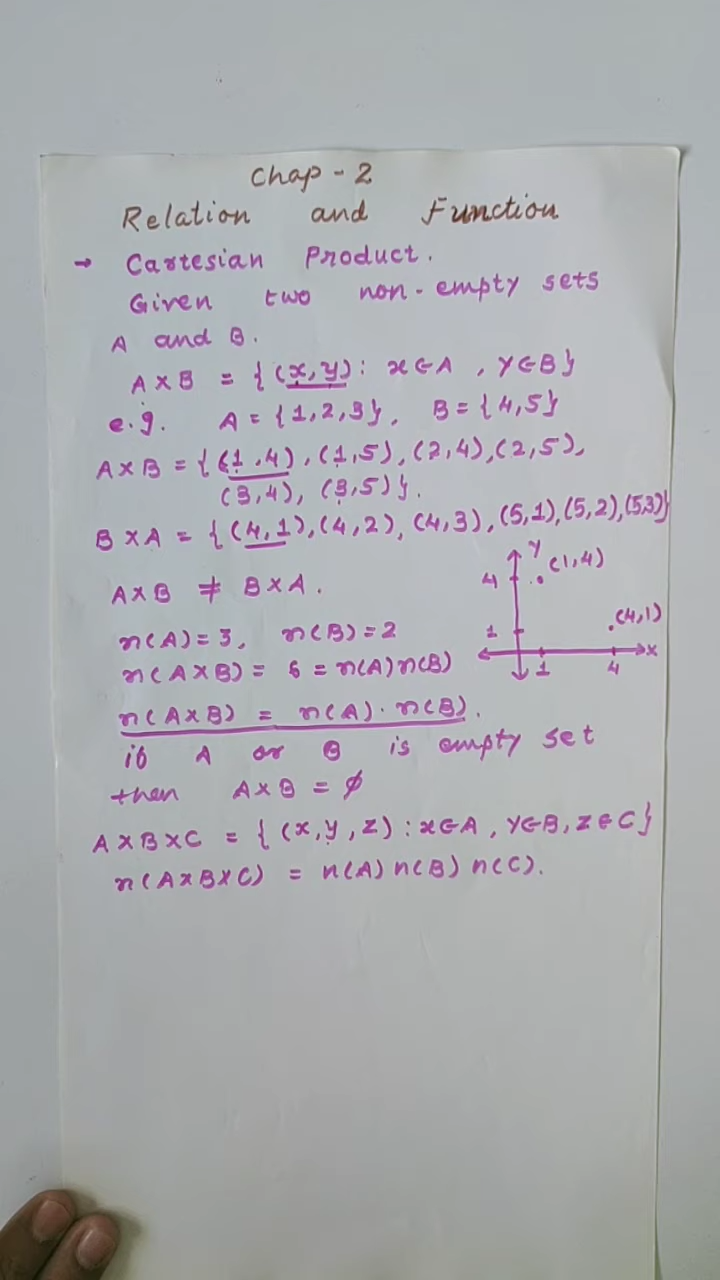 Chap - 2
Relation and Function
→ Cartesian Product.
Given two non-empty sets
A and B.
A × B = { (x, y) : x ∈ A , y ∈ B }
e.g. A = { 1, 2, 3 }, B = { 4, 5 }
A × B = { (1, 4), (1, 5), (2, 4), (2, 5),
(3, 4), (3, 5) }.
B × A = { (4, 1), (4, 2), (4, 3), (5, 1), (5, 2), (5 3) }
A × B ≠ B × A.
n(A) = 3, n(B) = 2
n(A × B) = 6 = n(A) n(B)
n(A × B) = n(A) · n(B).
Y
4
(1, 4)
1
(4, 1)
X
1
4
if A or B is empty set
then A × B = ϕ
A × B × C = { (x, y, z) : x ∈ A , y ∈ B, z ∈ C }
n(A × B × C) = n(A) n(B) n(C).